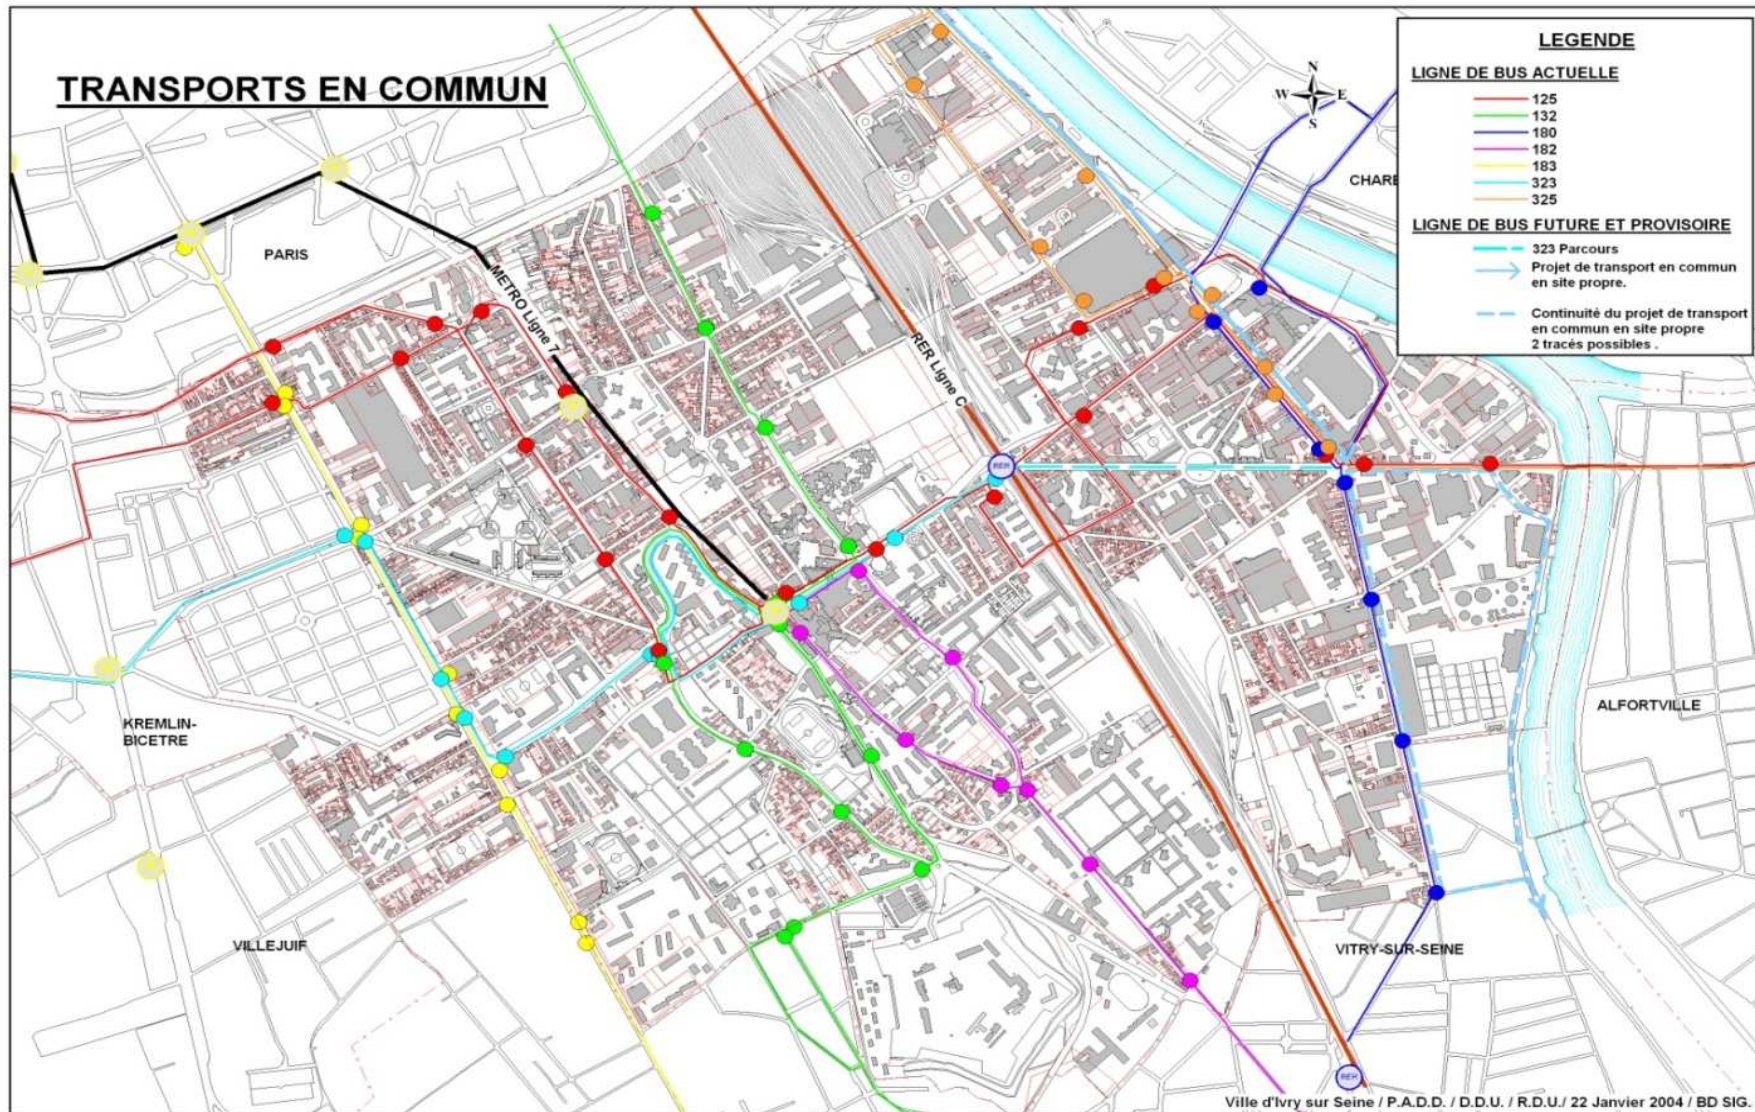 TRANSPORTS EN COMMUN
LEGENDE
LIGNE DE BUS ACTUELLE
125
132
180
182
183
323
325
LIGNE DE BUS FUTURE ET PROVISOIRE
323 Parcours
Projet de transport en commun
en site propre.
Continuité du projet de transport
en commun en site propre
2 tracés possibles .
N
W E
S
CHARE
PARIS
METRO Ligne 7
RER Ligne C
RER
KREMLIN-
BICETRE
ALFORTVILLE
VILLEJUIF
VITRY-SUR-SEINE
RER
Ville d'Ivry sur Seine / P.A.D.D. / D.D.U. / R.D.U./ 22 Janvier 2004 / BD SIG.